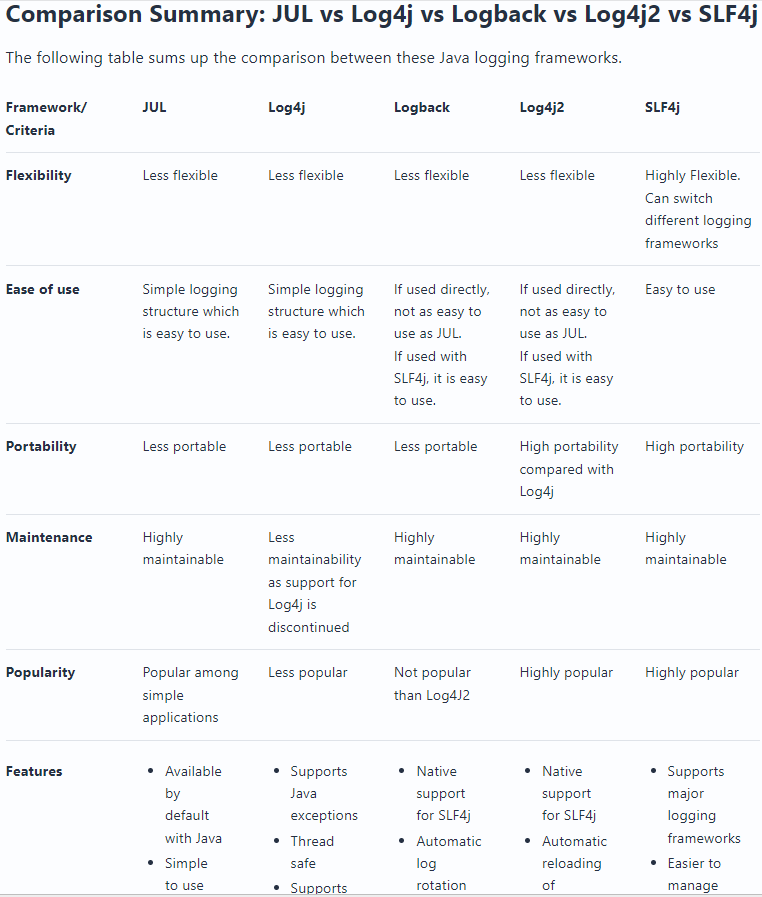 Comparison Summary: JUL vs Log4j vs Logback vs Log4j2 vs SLF4j
The following table sums up the comparison between these Java logging frameworks.
Framework/
Criteria
JUL
Log4j
Logback
Log4j2
SLF4j
Flexibility
Less flexible
Less flexible
Less flexible
Less flexible
Highly Flexible.
Can switch
different logging
frameworks
Ease of use
Simple logging
structure which
is easy to use.
Simple logging
structure which
is easy to use.
If used directly,
not as easy to
use as JUL.
If used with
SLF4j, it is easy
to use.
If used directly,
not as easy to
use as JUL.
If used with
SLF4j, it is easy
to use.
Easy to use
Portability
Less portable
Less portable
Less portable
High portability
compared with
Log4j
High portability
Maintenance
Highly
maintainable
Less
maintainability
as support for
Log4j is
discontinued
Highly
maintainable
Highly
maintainable
Highly
maintainable
Popularity
Popular among
simple
applications
Less popular
Not popular
than Log4J2
Highly popular
Highly popular
Features
• Available
by
default
with Java
• Simple
to use
• Supports
Java
exceptions
• Thread
safe
• Supports
• Native
support
for SLF4j
• Automatic
log
rotation
• Native
support
for SLF4j
• Automatic
reloading
of
• Supports
major
logging
frameworks
• Easier to
manage